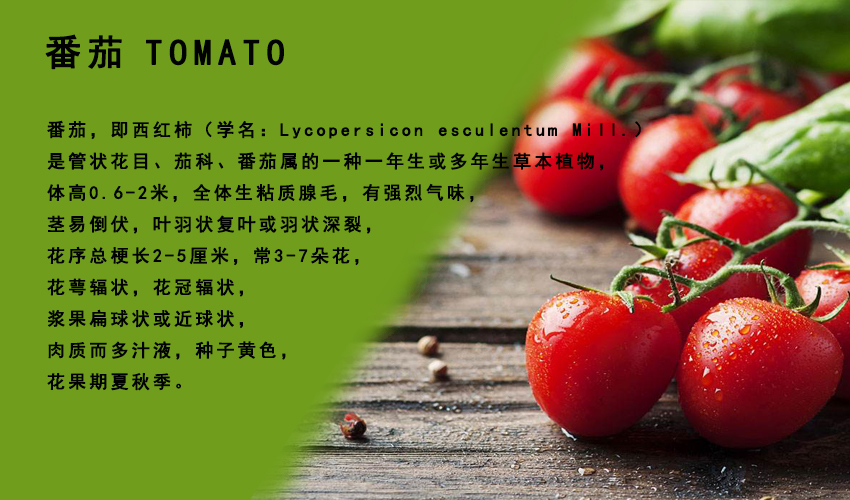 番茄 TOMATO
番茄，即西红柿（学名：Lycopersicon esculentum Mill.）
是管状花目、茄科、番茄属的一种一年生或多年生草本植物，
体高0.6-2米，全体生粘质腺毛，有强烈气味，
茎易倒伏，叶羽状复叶或羽状深裂，
花序总梗长2-5厘米，常3-7朵花，
花萼辐状，花冠辐状，
浆果扁球状或近球状，
肉质而多汁液，种子黄色，
花果期夏秋季。